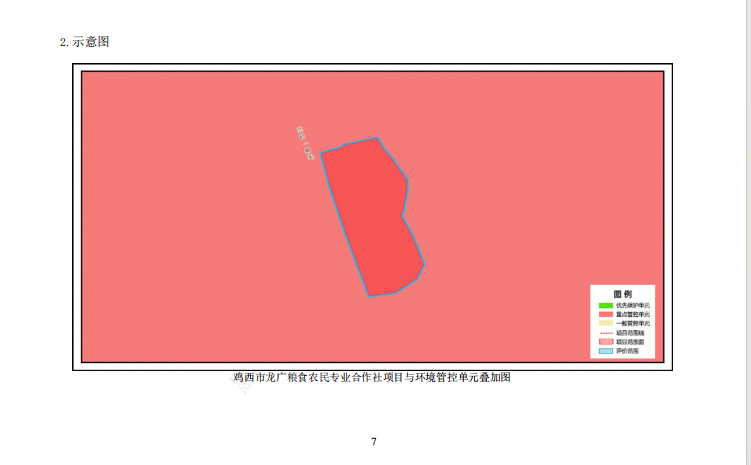 2.示意图
图 例
优先保护单元
重点管控单元
一般管控单元
项目范围线
项目范围面
评价范围
鸡西市龙广粮食农民专业合作社项目与环境管控单元叠加图
7